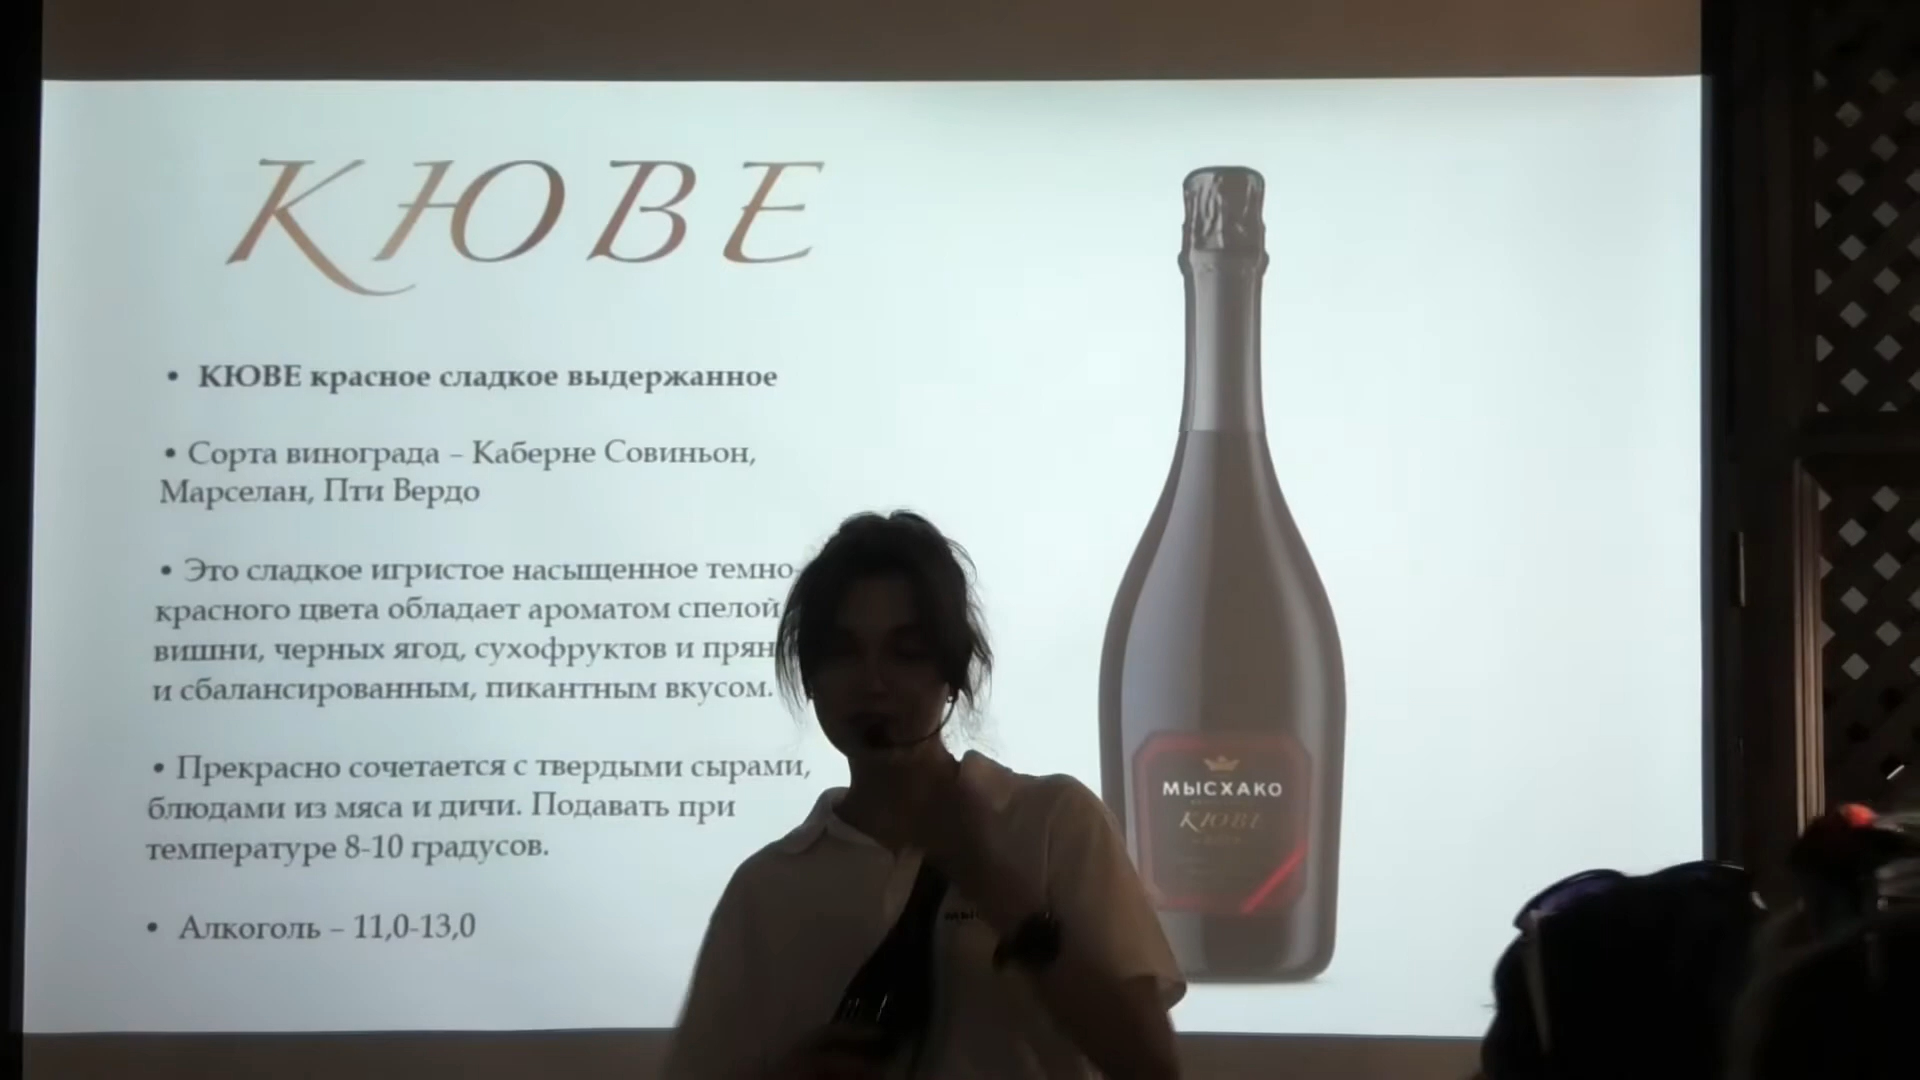 КЮВЕ
• КЮВЕ красное сладкое выдержанное
• Сорта винограда – Каберне Совиньон,
Марселан, Пти Вердо
• Это сладкое игристое насыщенное темно-
красного цвета обладает ароматом спелой
вишни, черных ягод, сухофруктов и
и сбалансированным, пикантным вкусом.
• Прекрасно сочетается с твердыми сырами,
блюдами из мяса и дичи. Подавать при
температуре 8-10 градусов.
• Алкоголь – 11,0-13,0
МЫСХАКО
КЮВЕ